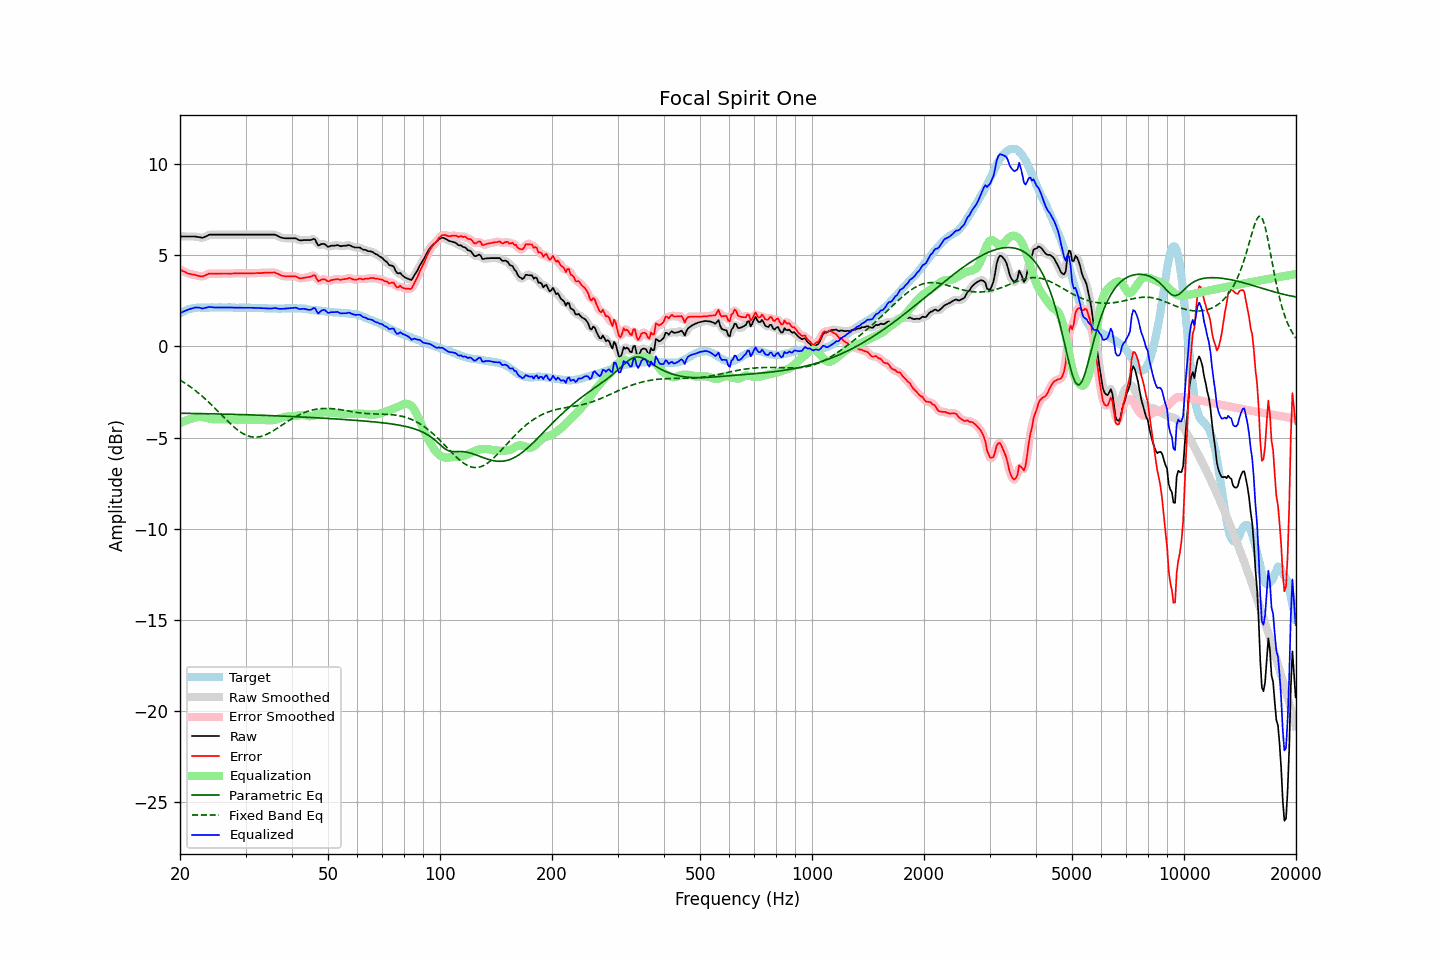 Focal Spirit One
10
5
0
−5
−10
−15
−20
−25
Amplitude (dBr)
Target
Raw Smoothed
Error Smoothed
Raw
Error
Equalization
Parametric Eq
Fixed Band Eq
Equalized
20 50 100 200 500 1000 2000 5000 10000 20000
Frequency (Hz)